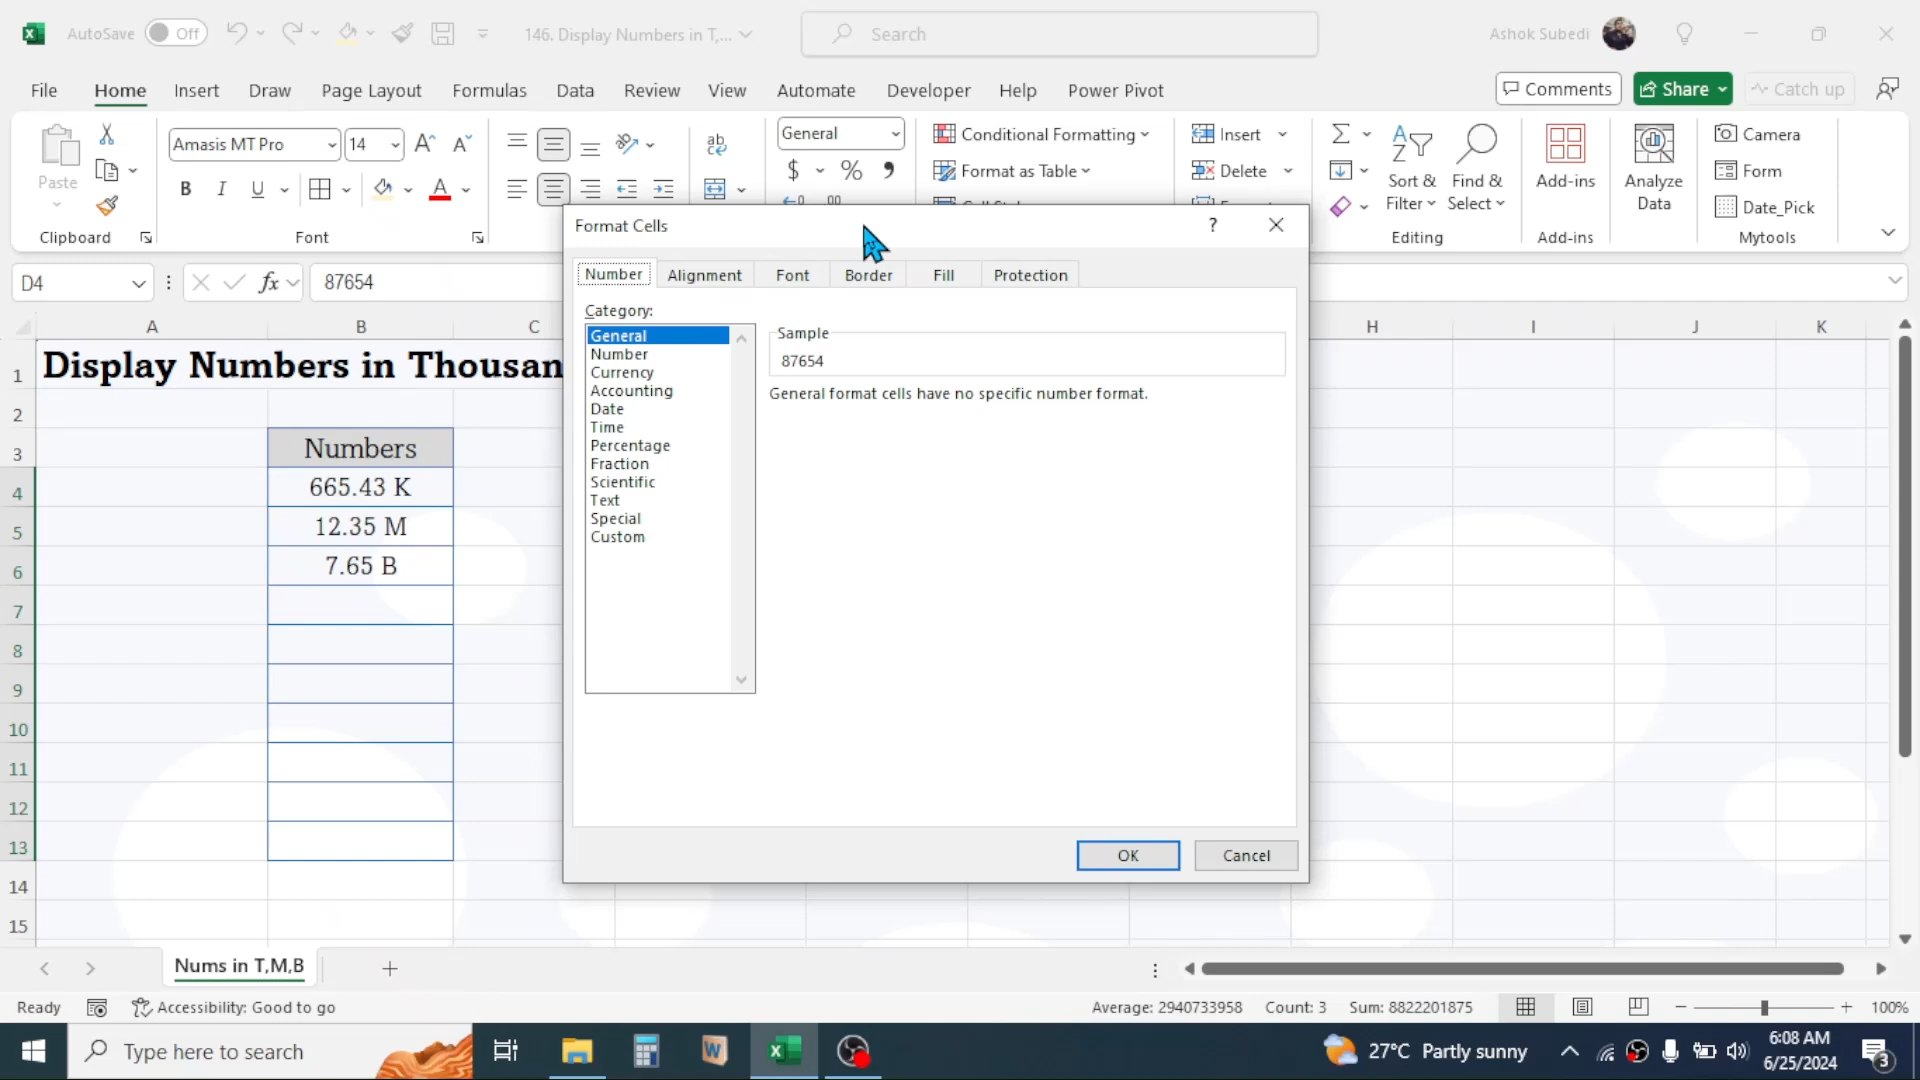 AutoSave Off 146. Display Numbers in T,... Search Ashok Subedi
File Home Insert Draw Page Layout Formulas Data Review View Automate Developer Help Power Pivot Comments Share Catch up
Paste
Clipboard
Amasis MT Pro 14
B I U A
Font
ab
c
General
$ % 9
Conditional Formatting
Format as Table
Insert
Delete
Sort &
Filter
Find &
Select
Editing
Add-ins
Add-ins
Analyze
Data
Camera
Form
Date_Pick
Mytools
D4 fx 87654
A B C H I J K
1 Display Numbers in Thousan
2
3 Numbers
4 665.43 K
5 12.35 M
6 7.65 B
7
8
9
10
11
12
13
14
15
Format Cells ?
Number Alignment Font Border Fill Protection
Category:
General
Number
Currency
Accounting
Date
Time
Percentage
Fraction
Scientific
Text
Special
Custom
Sample
87654
General format cells have no specific number format.
OK Cancel
Nums in T,M,B
Ready Accessibility: Good to go Average: 2940733958 Count: 3 Sum: 8822201875 100%
Type here to search 27°C Partly sunny 6:08 AM
6/25/2024
3